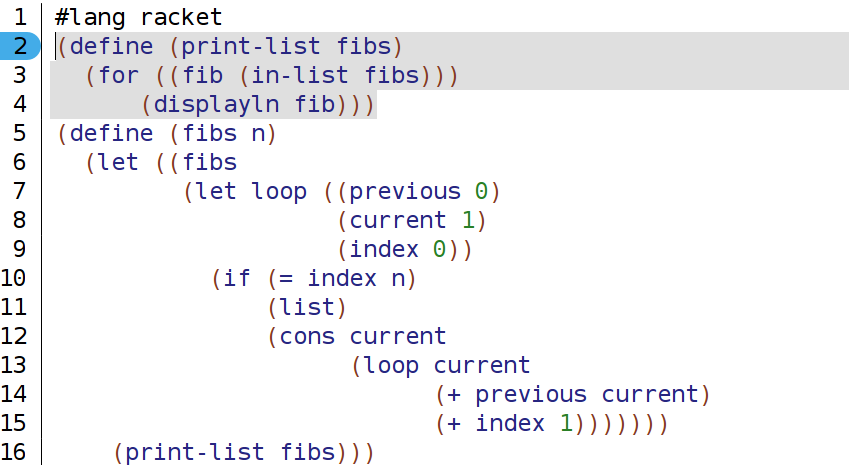 1 #lang racket
2 (define (print-list fibs)
3   (for ((fib (in-list fibs)))
4       (displayln fib)))
5 (define (fibs n)
6   (let ((fibs
7          (let loop ((previous 0)
8                     (current 1)
9                     (index 0))
10            (if (= index n)
11                (list)
12                (cons current
13                      (loop current
14                            (+ previous current)
15                            (+ index 1)))))))
16     (print-list fibs)))